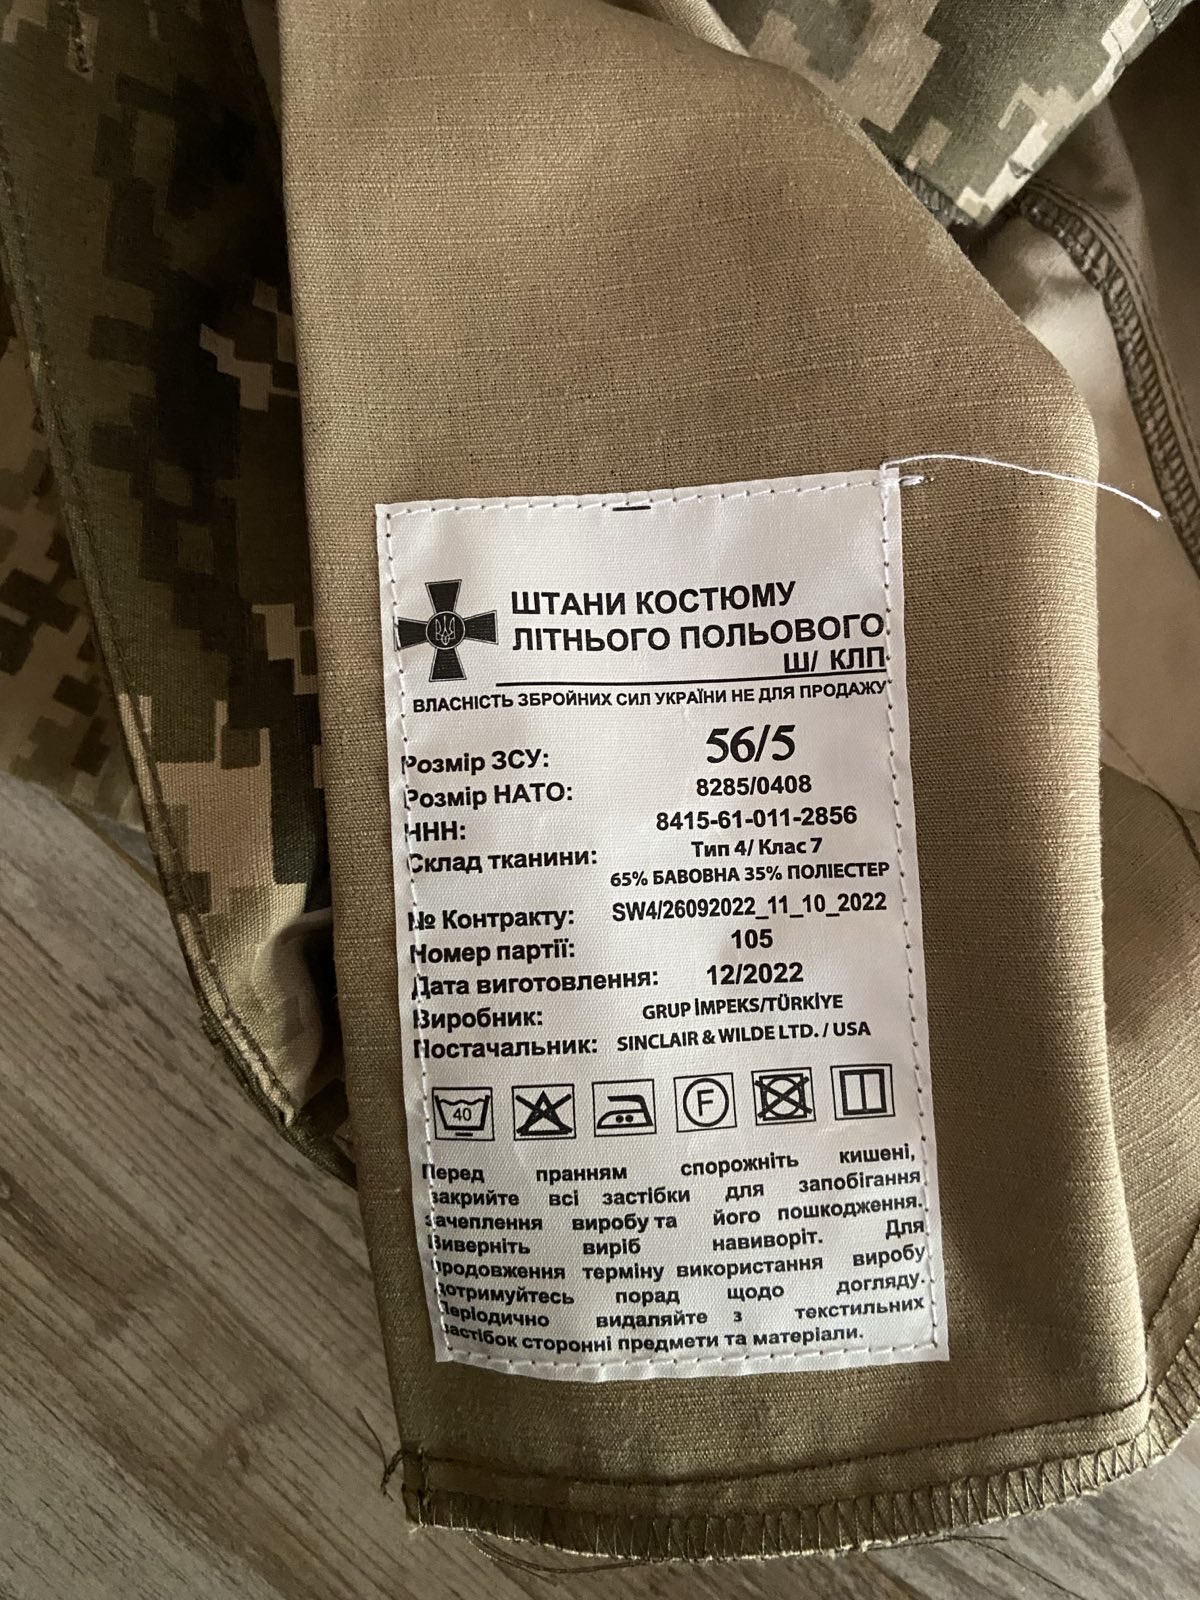 ШТАНИ КОСТЮМУ
ЛІТНЬОГО ПОЛЬОВОГО
Ш/ КЛП
ВЛАСНІСТЬ ЗБРОЙНИХ СИЛ УКРАЇНИ НЕ ДЛЯ ПРОДАЖУ
Розмір ЗСУ: 56/5
Розмір НАТО: 8285/0408
ННН: 8415-61-011-2856
Склад тканини: Тип 4/ Клас 7
65% БАВОВНА 35% ПОЛІЕСТЕР
№ Контракту: SW4/26092022_11_10_2022
Номер партії: 105
Дата виготовлення: 12/2022
Виробник: GRUP İMPEKS/TÜRKİYE
Постачальник: SINCLAIR & WILDE LTD. / USA
40 F
Перед пранням спорожніть кишені,
закрийте всі застібки для запобігання
зачеплення виробу та його пошкодження.
Виверніть виріб навиворіт. Для
продовження терміну використання виробу
дотримуйтесь порад щодо догляду.
Періодично видаляйте з текстильних
застібок сторонні предмети та матеріали.